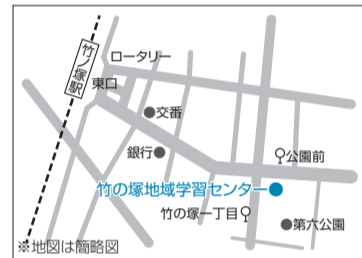 ロータリー
竹ノ塚駅
東口
交番
銀行
公園前
竹の塚地域学習センター
竹の塚一丁目
第六公園
※地図は簡略図